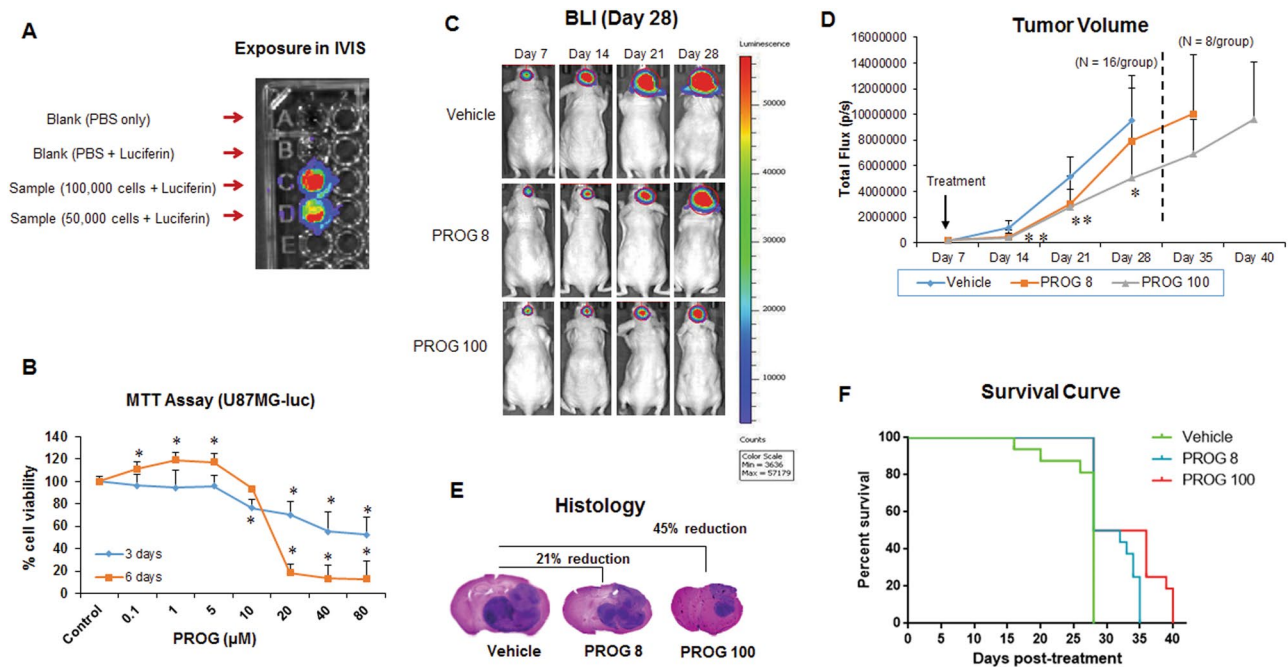 A
Exposure in IVIS
Blank (PBS only)
Blank (PBS + Luciferin)
Sample (100,000 cells + Luciferin)
Sample (50,000 cells + Luciferin)
A
B
C
D
E
2
B
MTT Assay (U87MG-luc)
% cell viability
140
120
100
80
60
40
20
0
* * *
* * * *
* * *
3 days
6 days
Control 0.1 1 5 10 20 40 80
PROG (µM)
C
BLI (Day 28)
Day 7 Day 14 Day 21 Day 28
Vehicle
PROG 8
PROG 100
Luminescence
50000
40000
30000
20000
10000
Counts
Color Scale
Min = 3636
Max = 57179
D
Tumor Volume
(N = 16/group)
(N = 8/group)
Total Flux (p/s)
16000000
14000000
12000000
10000000
8000000
6000000
4000000
2000000
0
Treatment
* *
* *
*
Day 7 Day 14 Day 21 Day 28 Day 35 Day 40
Vehicle PROG 8 PROG 100
E
Histology
45% reduction
21% reduction
Vehicle PROG 8 PROG 100
F
Survival Curve
Percent survival
100
80
60
40
20
0
Vehicle
PROG 8
PROG 100
0 5 10 15 20 25 30 35 40
Days post-treatment